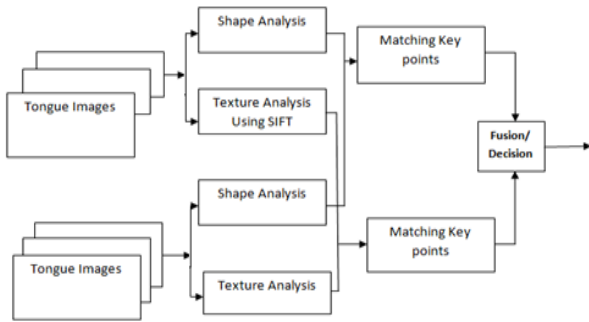 Shape Analysis
Matching Key
points
Tongue Images
Texture Analysis
Using SIFT
Fusion/
Decision
Shape Analysis
Matching Key
points
Tongue Images
Texture Analysis